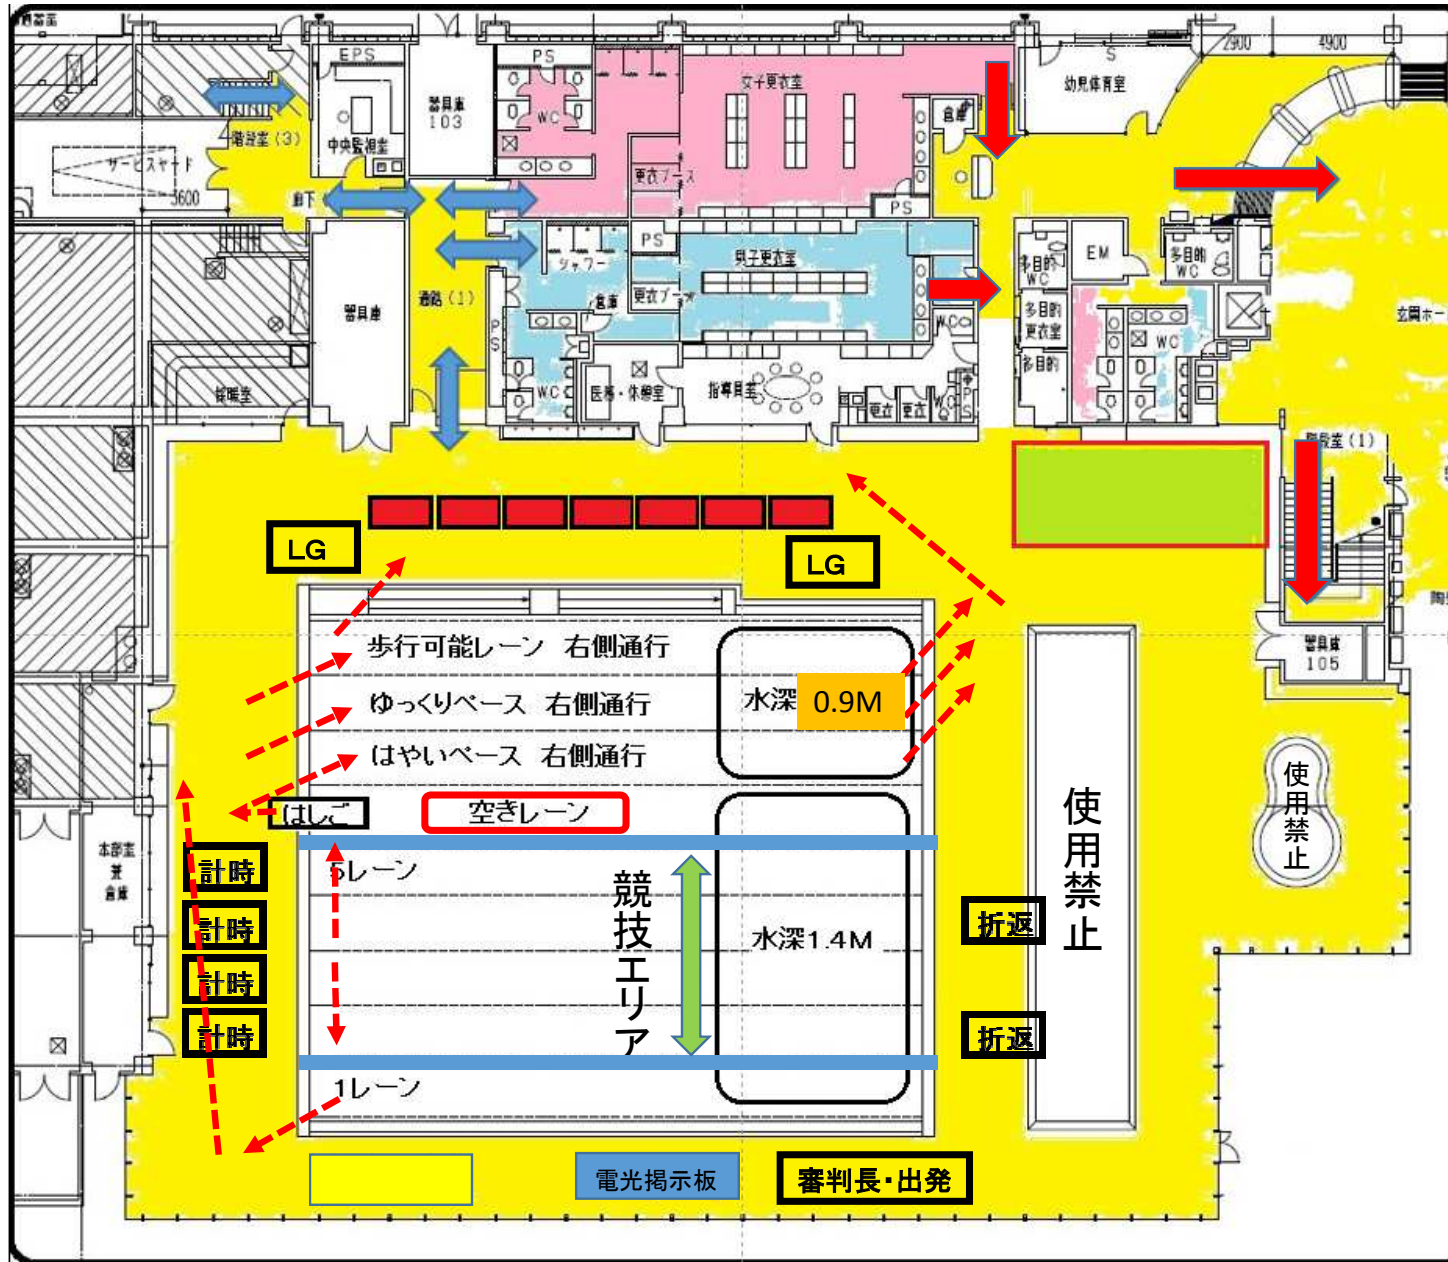 EPS
PS
S
2900
4900
器具庫
103
女子更衣室
幼児体育室
WC
倉庫
階段室(3)
中央監視室
サービスヤード
更衣ブース
3600
廊下
PS
PS
シャワー
男子更衣室
多目的
WC
EM
多目的
WC
通路(1)
倉庫
更衣ブース
器具庫
PS
WC
多目的
更衣室
WC
玄関ホー
採暖室
WC
医務・休憩室
指導員室
更衣
更衣
WC
PS
多目的
階段室(1)
LG
LG
歩行可能レーン 右側通行
ゆっくりペース 右側通行
はやいペース 右側通行
水深
0.9M
器具庫
105
はしご
空きレーン
使用禁止
使用禁止
本部室
兼
倉庫
計時
計時
計時
計時
5レーン
競技エリア
水深1.4M
折返
折返
1レーン
電光掲示板
審判長・出発